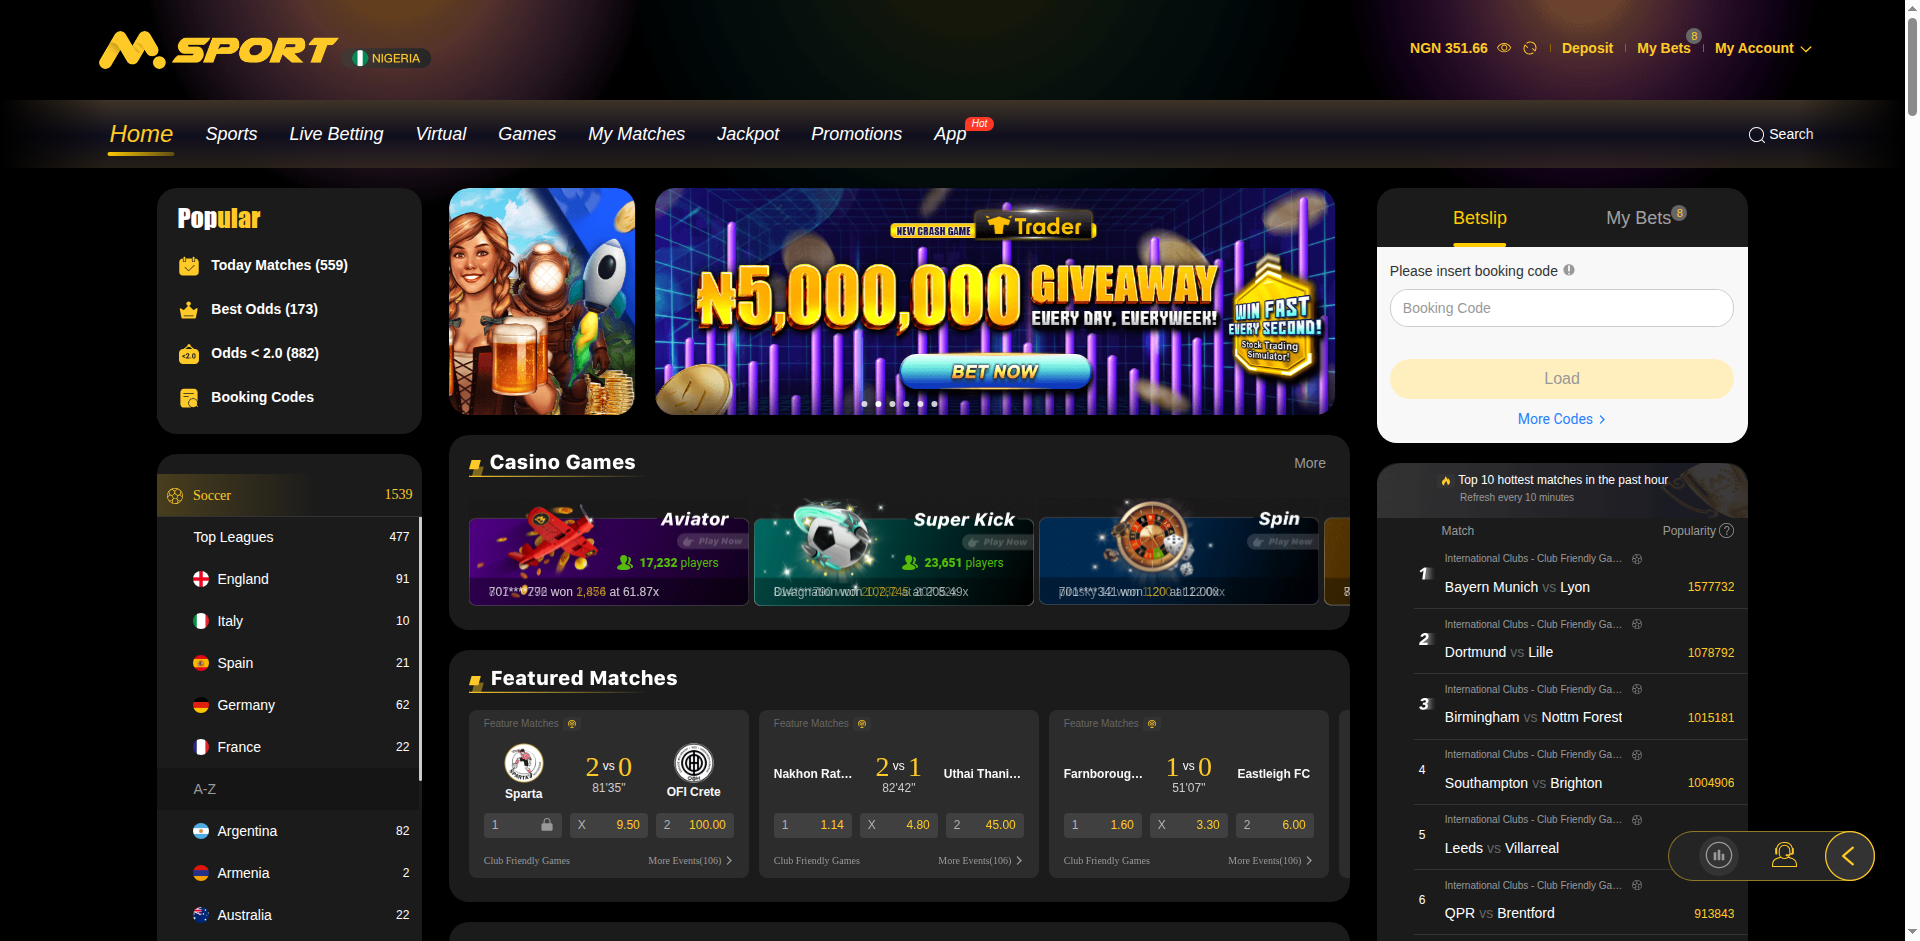 M.SPORT
NIGERIA
NGN 351.66
Deposit
My Bets 8
My Account
Home
Sports
Live Betting
Virtual
Games
My Matches
Jackpot
Promotions
App
Hot
Search
Popular
Today Matches (559)
Best Odds (173)
Odds < 2.0 (882)
<2.0
Booking Codes
Soccer 1539
Top Leagues 477
England 91
Italy 10
Spain 21
Germany 62
France 22
A-Z
Argentina 82
Armenia 2
Australia 22
NEW CRASH GAME Trader
₦5,000,000 GIVEAWAY
EVERY DAY, EVERYWEEK!
WIN FAST
EVERY SECOND!
Stock Trading
Simulator!
BET NOW
Casino Games
More
Aviator
Play Now
17,232 players
won at 61.87x
Super Kick
Play Now
23,651 players
won at
Spin
Play Now
won at
Featured Matches
Feature Matches
2 vs 0
81'35"
Sparta
OFI Crete
1
X 9.50
2 100.00
Club Friendly Games
More Events(106)
Feature Matches
Nakhon Rat...
2 vs 1
82'42"
Uthai Thani...
1 1.14
X 4.80
2 45.00
Club Friendly Games
More Events(106)
Feature Matches
Farnboroug...
1 vs 0
51'07"
Eastleigh FC
1 1.60
X 3.30
2 6.00
Club Friendly Games
More Events(106)
Betslip
My Bets 8
Please insert booking code
Booking Code
Load
More Codes
Top 10 hottest matches in the past hour
Refresh every 10 minutes
Match
Popularity ?
International Clubs - Club Friendly Ga...
1 Bayern Munich vs Lyon 1577732
International Clubs - Club Friendly Ga...
2 Dortmund vs Lille 1078792
International Clubs - Club Friendly Ga...
3 Birmingham vs Nottm Forest 1015181
International Clubs - Club Friendly Ga...
4 Southampton vs Brighton 1004906
International Clubs - Club Friendly Ga...
5 Leeds vs Villarreal
International Clubs - Club Friendly Ga...
6 QPR vs Brentford 913843